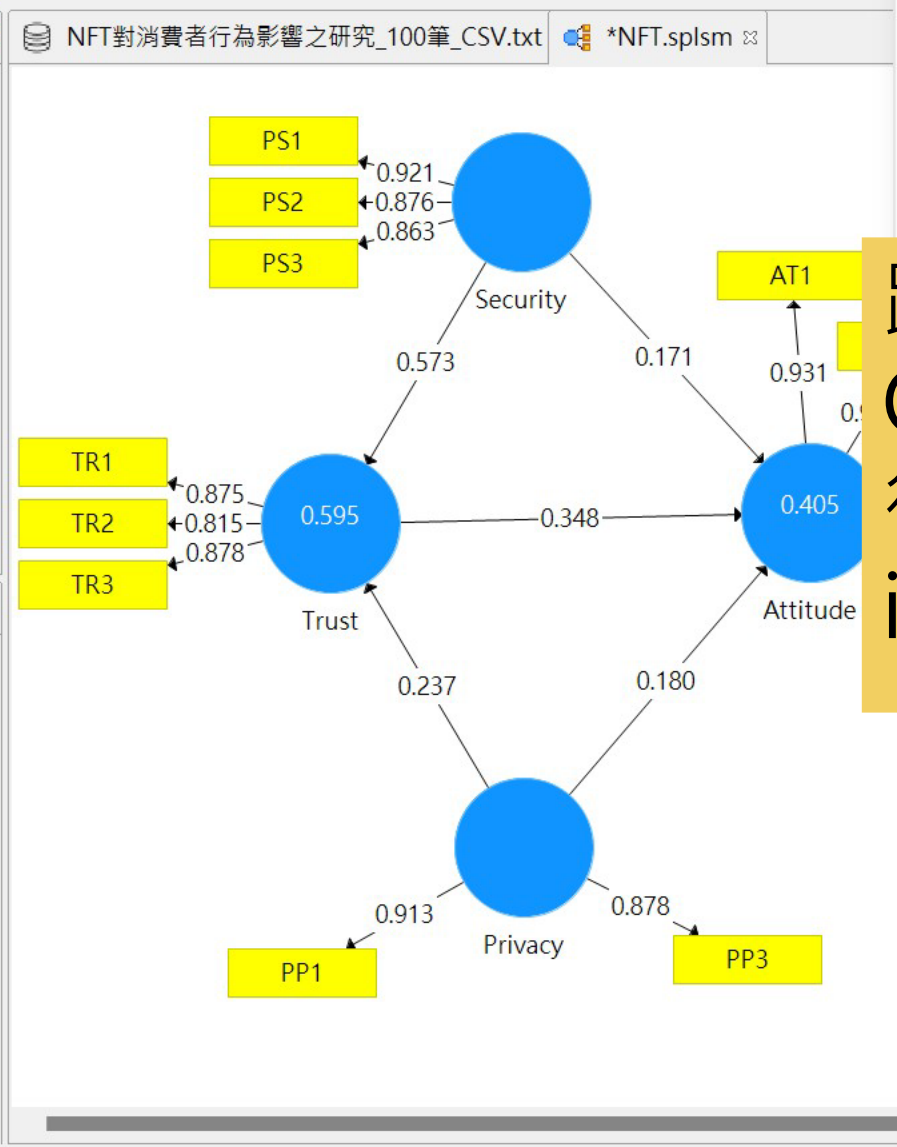 NFT對消費者行為影響之研究_100筆_CSV.txt
*NFT.splsm
PS1
0.921
PS2
0.876
PS3
0.863
Security
AT1
0.573
0.171
0.931
TR1
0.875
TR2
0.815
TR3
0.878
0.595
Trust
0.348
0.405
Attitude
0.237
0.180
0.913
0.878
Privacy
PP1
PP3